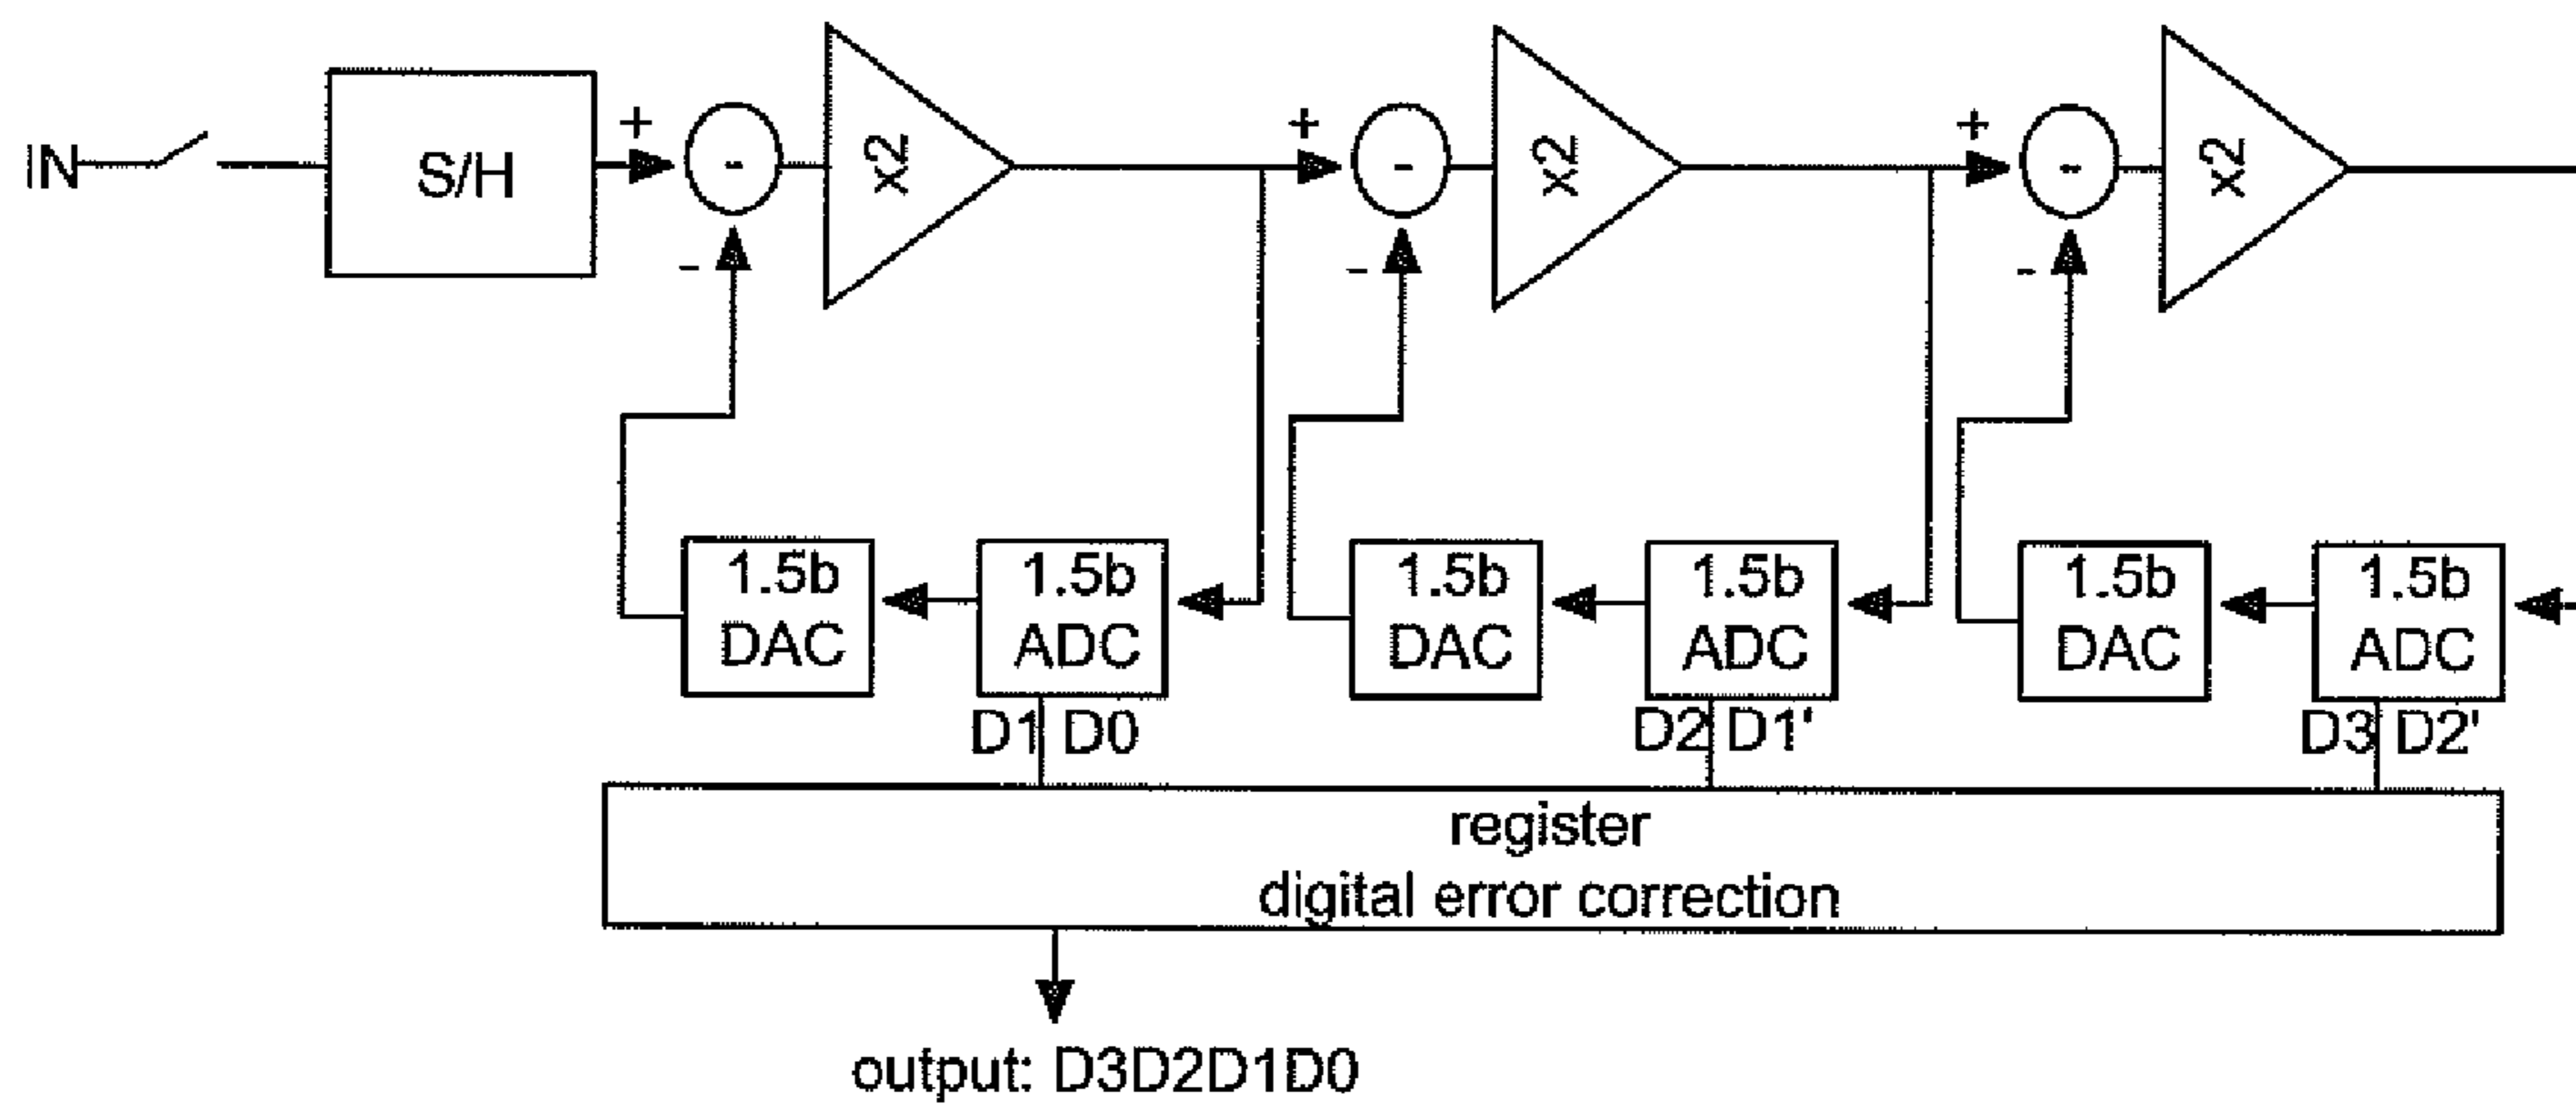 IN
S/H
+
-
-
x2
+
-
-
x2
+
-
-
x2
1.5b
DAC
1.5b
ADC
1.5b
DAC
1.5b
ADC
1.5b
DAC
1.5b
ADC
D1 D0
D2 D1'
D3 D2'
register
digital error correction
output: D3D2D1D0